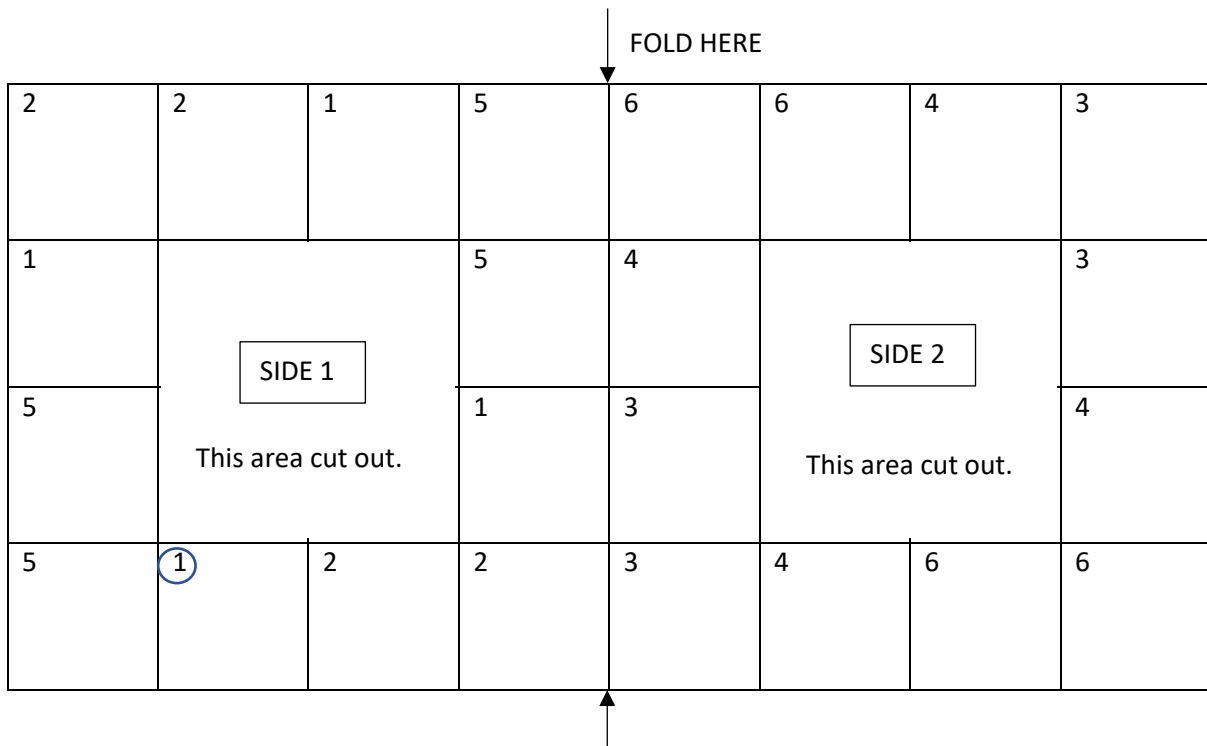 FOLD HERE
2 2 1 5 6 6 4 3
1 5 4 3
SIDE 1 SIDE 2
5 1 3 4
This area cut out. This area cut out.
5 1 2 2 3 4 6 6